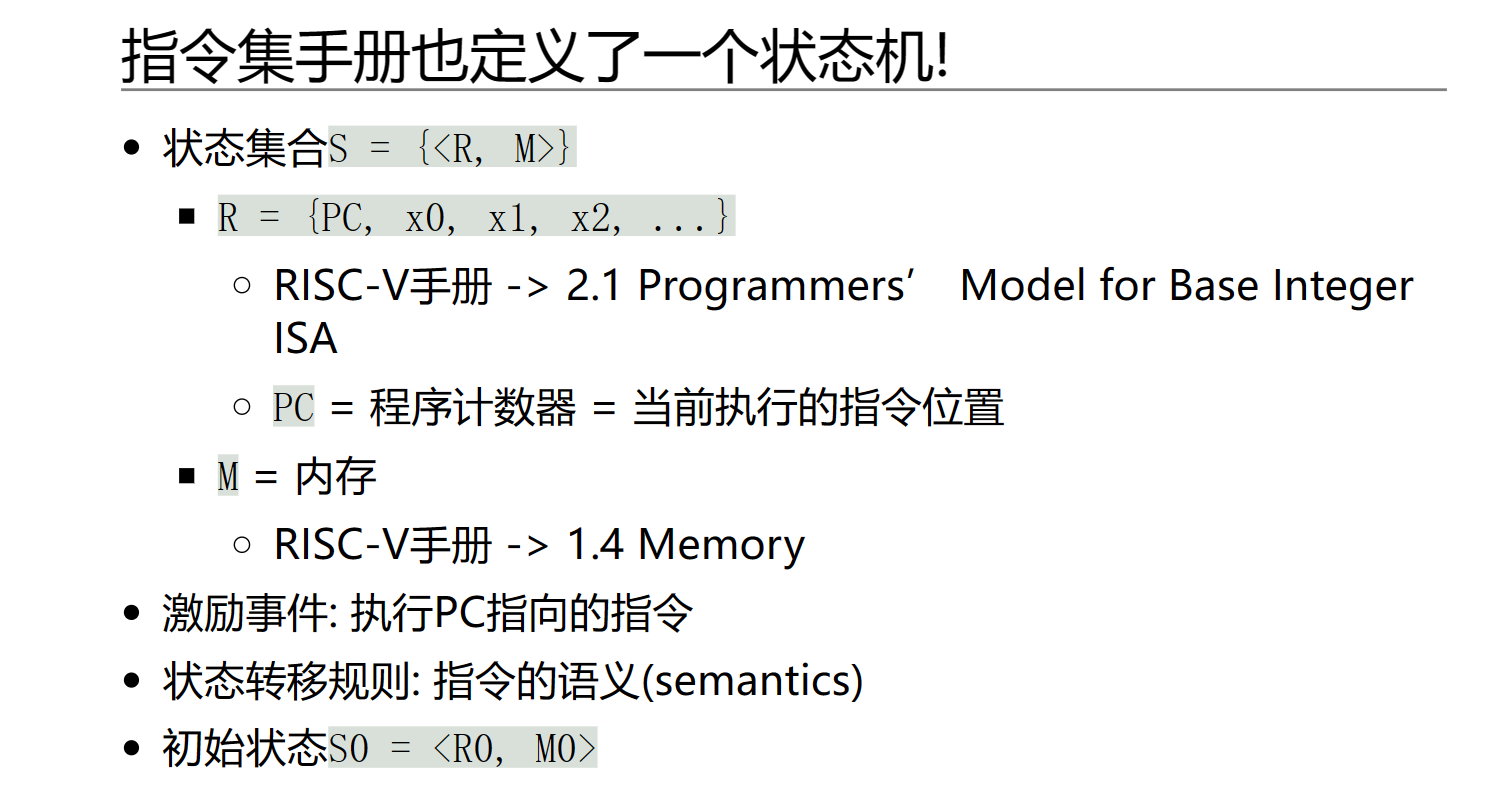 指令集手册也定义了一个状态机!
• 状态集合S = {<R, M>}
▪ R = {PC, x0, x1, x2, ...}
◦ RISC-V手册 -> 2.1 Programmers’ Model for Base Integer
ISA
◦ PC = 程序计数器 = 当前执行的指令位置
▪ M = 内存
◦ RISC-V手册 -> 1.4 Memory
• 激励事件: 执行PC指向的指令
• 状态转移规则: 指令的语义(semantics)
• 初始状态S0 = <R0, M0>